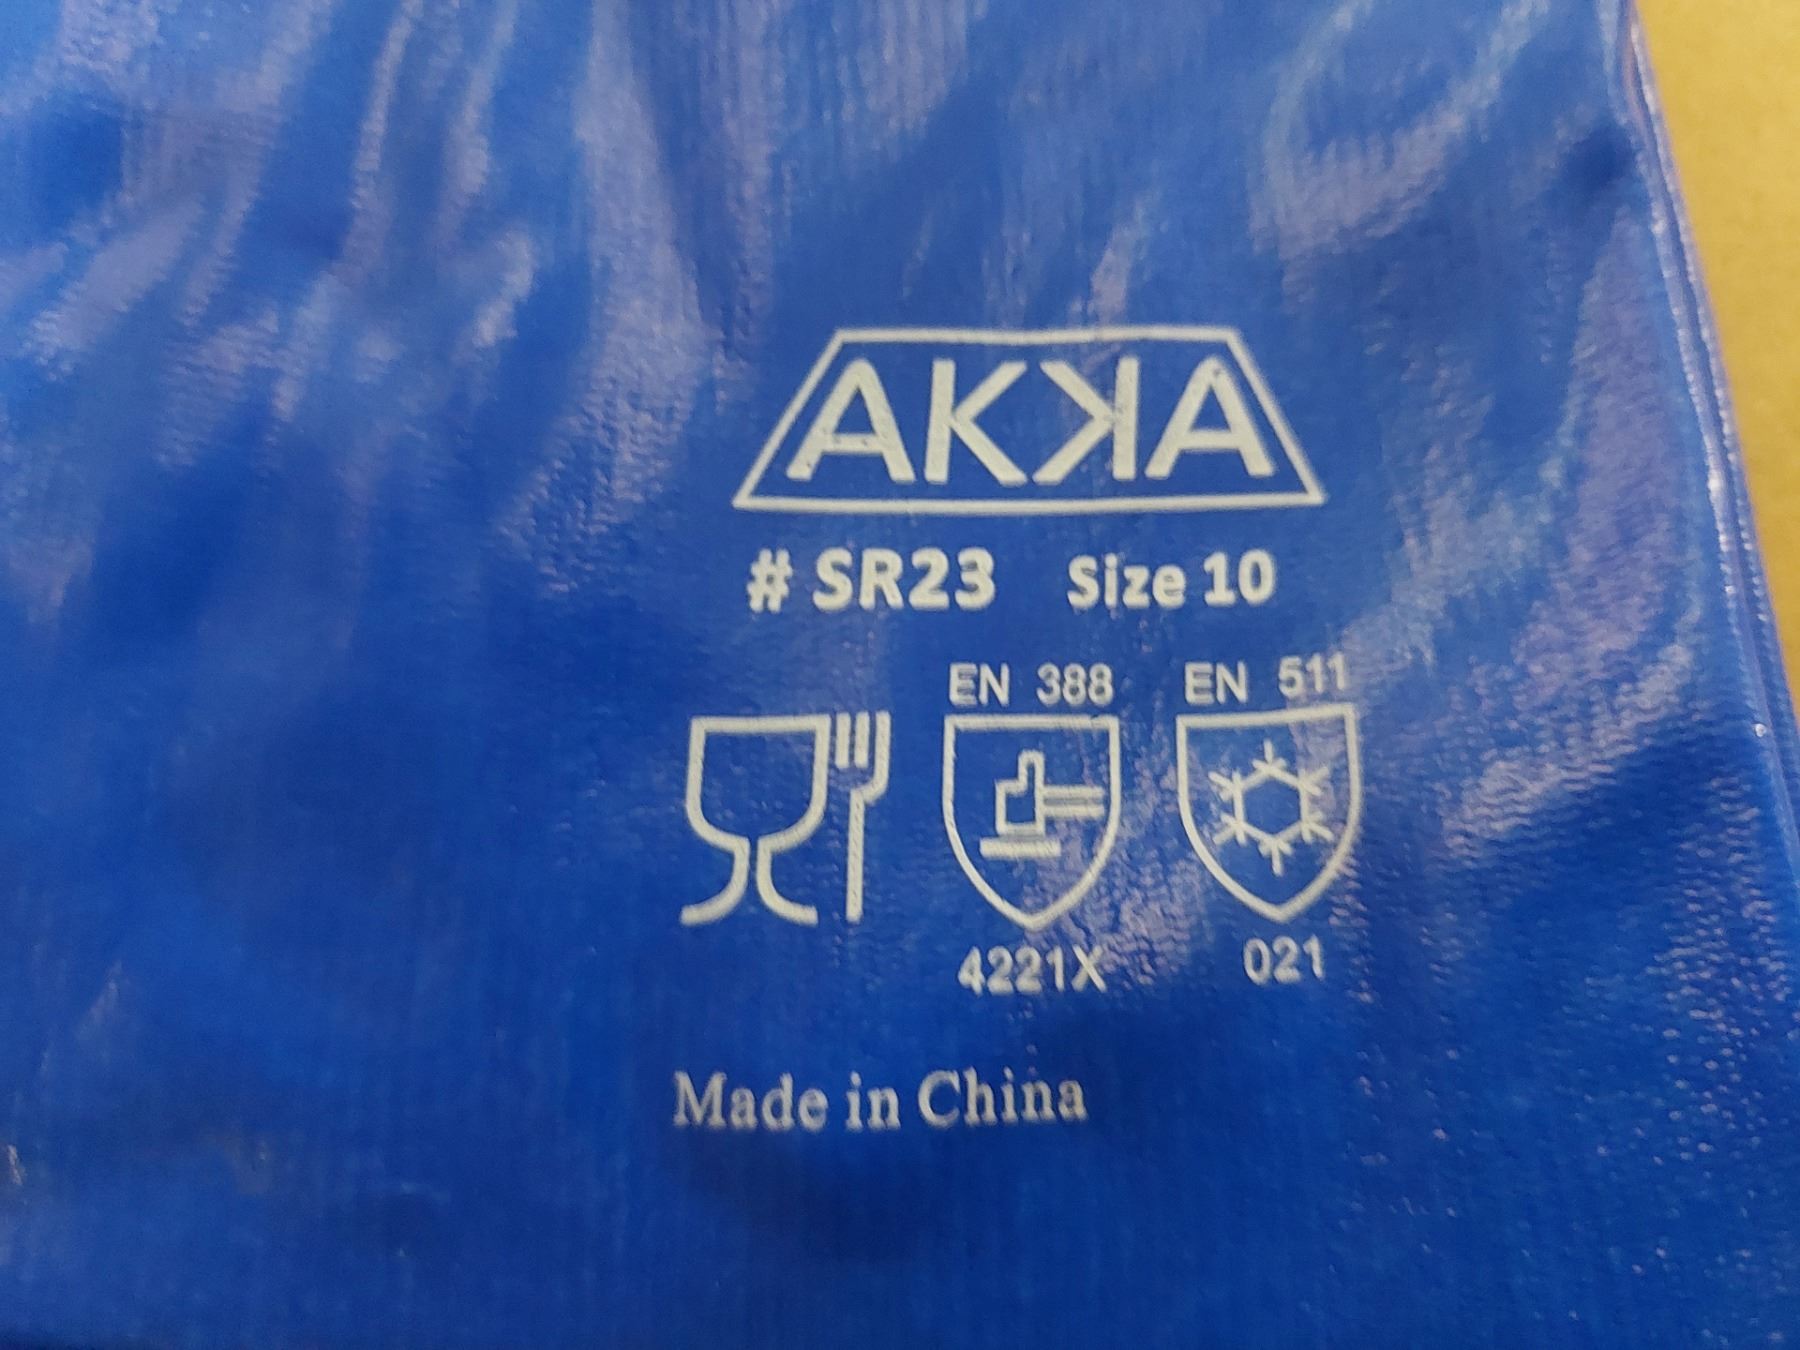 AKKA
# SR23 Size 10
EN 388 EN 511
4221X 021
Made in China